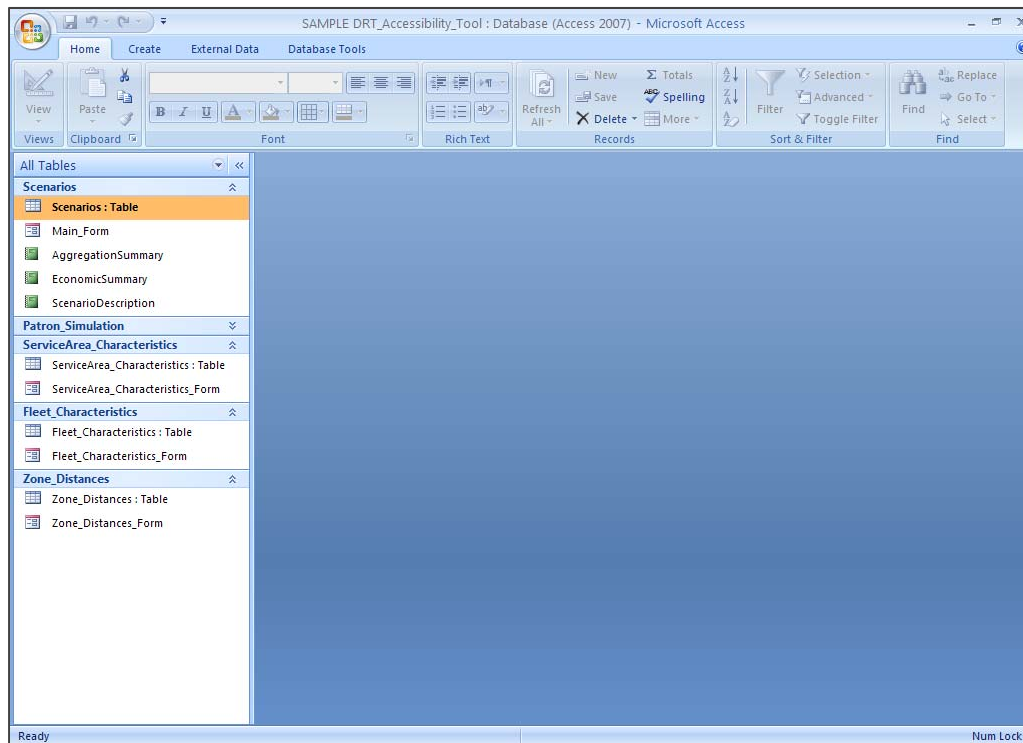 SAMPLE DRT_Accessibility_Tool : Database (Access 2007) - Microsoft Access
Home Create External Data Database Tools
View
Views
Paste
Clipboard
B I U A
Font
ab
Rich Text
Refresh All
New
Save
Delete
Σ Totals
ABC Spelling
More
Records
A Z
Z A
Filter
Selection
Advanced
Toggle Filter
Sort & Filter
Find
Replace
Go To
Select
Find
All Tables
Scenarios
Scenarios : Table
Main_Form
AggregationSummary
EconomicSummary
ScenarioDescription
Patron_Simulation
ServiceArea_Characteristics
ServiceArea_Characteristics : Table
ServiceArea_Characteristics_Form
Fleet_Characteristics
Fleet_Characteristics : Table
Fleet_Characteristics_Form
Zone_Distances
Zone_Distances : Table
Zone_Distances_Form
Ready Num Lock